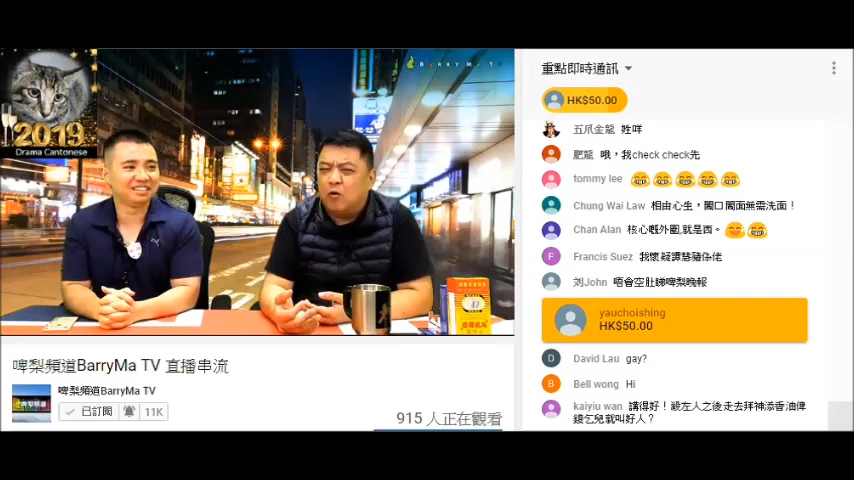 BARRYMA TV
2019
Drama Cantonese
啤梨頻道BarryMa TV 直播串流
啤梨頻道BarryMa TV
已訂閱 11K
915 人正在觀看
重點即時通訊
HK$50.00
五爪金龍 姓咩
肥龍 哦，我check check先
tommy lee 😂😂😂😂😂
Chung Wai Law 相由心生，闊口闊面無需洗面！
Chan Alan 核心嘅外圍,就是西。😄😂
Francis Suez 我懷疑譚慧豬係佬
刘John 唔會空肚睇啤梨晚報
yauchoishing
HK$50.00
David Lau gay?
Bell wong Hi
kaiyiu wan 講得好！殺左人之後走去拜神添香油俾
錢乞兒就叫好人？